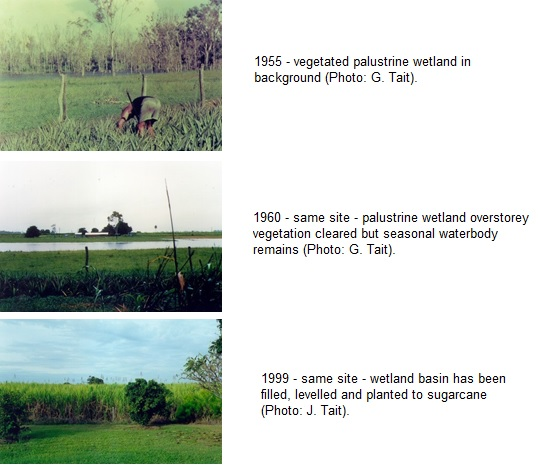 1955 - vegetated palustrine wetland in
background (Photo: G. Tait).
1960 - same site - palustrine wetland overstorey
vegetation cleared but seasonal waterbody
remains (Photo: G. Tait).
1999 - same site - wetland basin has been
filled, levelled and planted to sugarcane
(Photo: J. Tait).